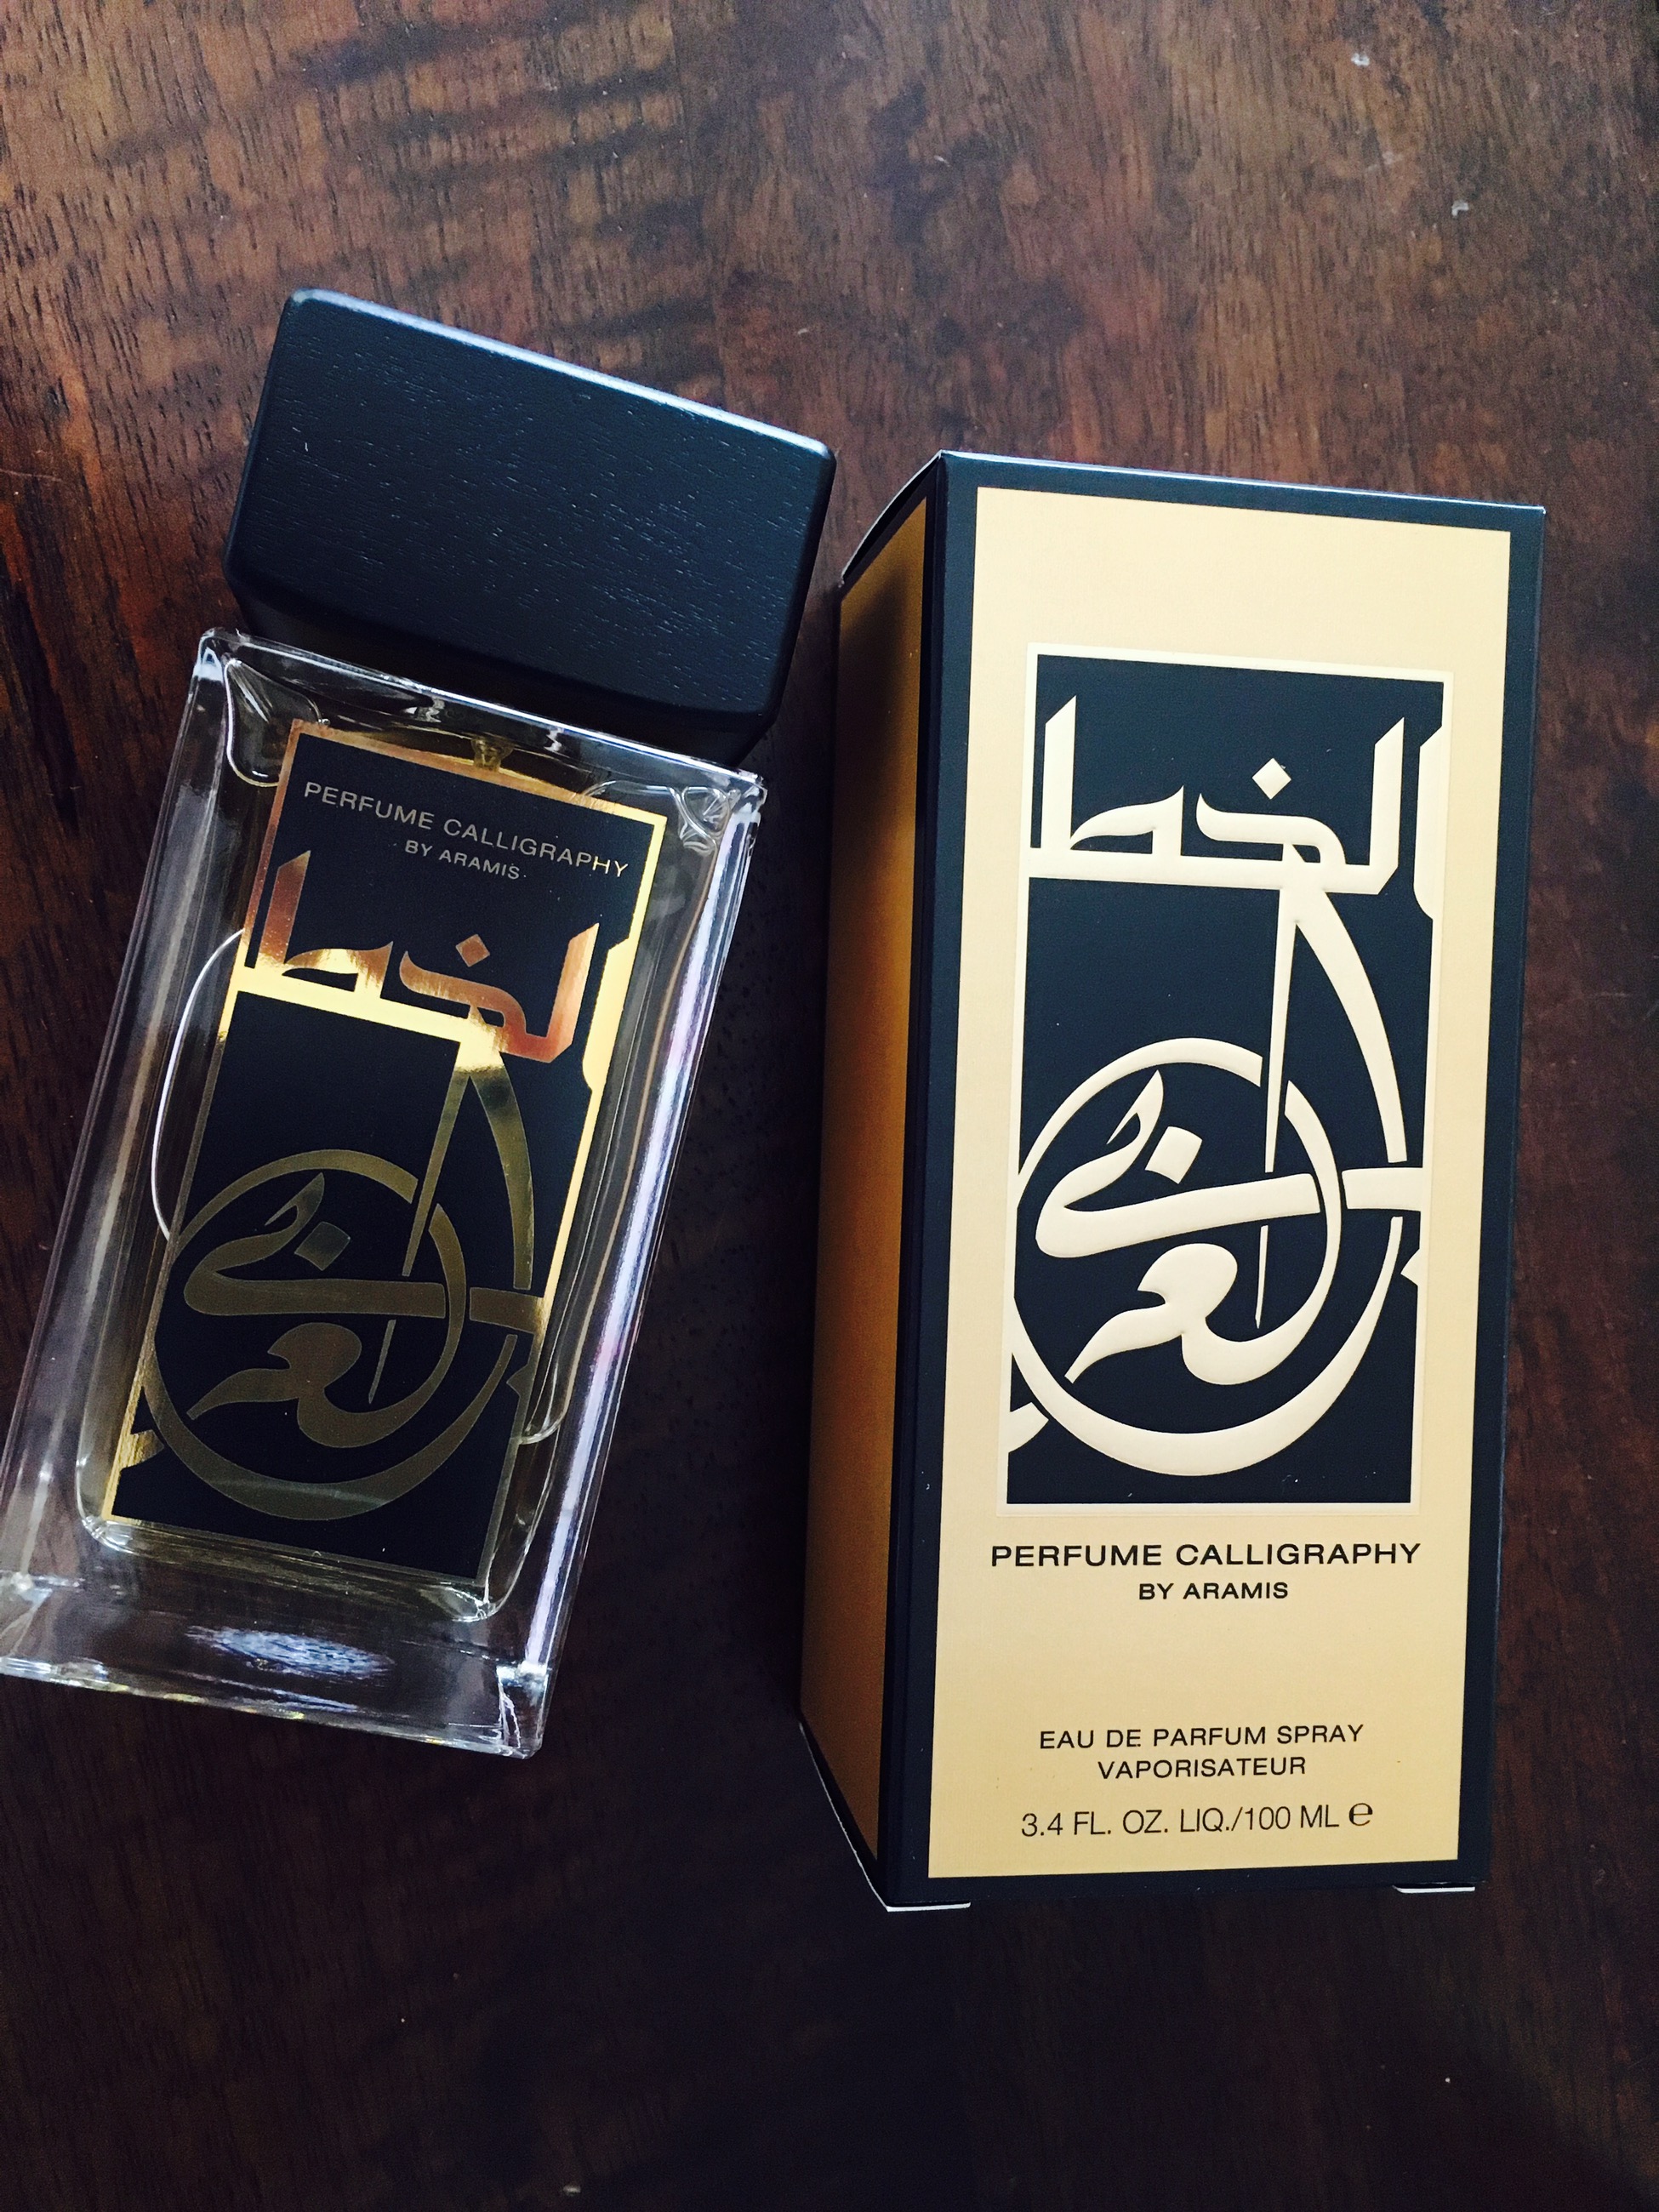 PERFUME CALLIGRAPHY
BY ARAMIS
الخط
العربي
الخط
العربي
PERFUME CALLIGRAPHY
BY ARAMIS
EAU DE PARFUM SPRAY
VAPORISATEUR
3.4 FL. OZ. LIQ./100 ML ℮